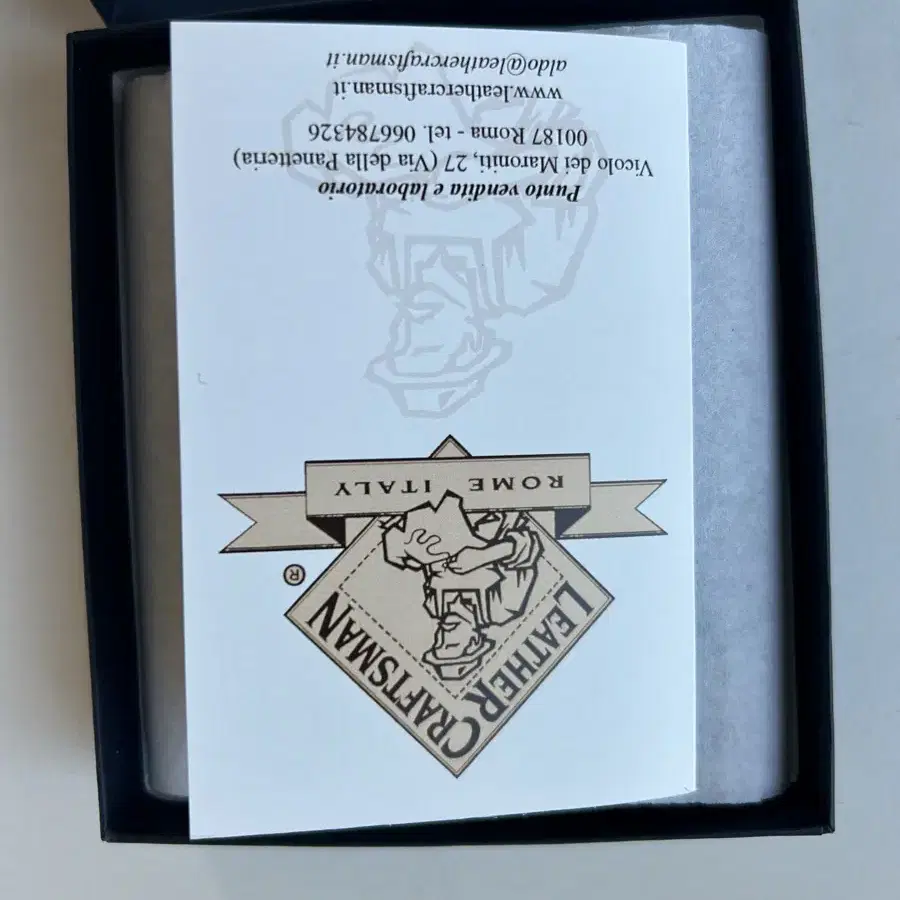 LEATHER
CRAFTSMAN
®
ROME ITALY
Punto vendita e laboratorio
Vicolo dei Maroniti, 27 (Via della Panetteria)
00187 Roma - tel. 066784326
www.leathercraftsman.it
aldo@leathercraftsman.it